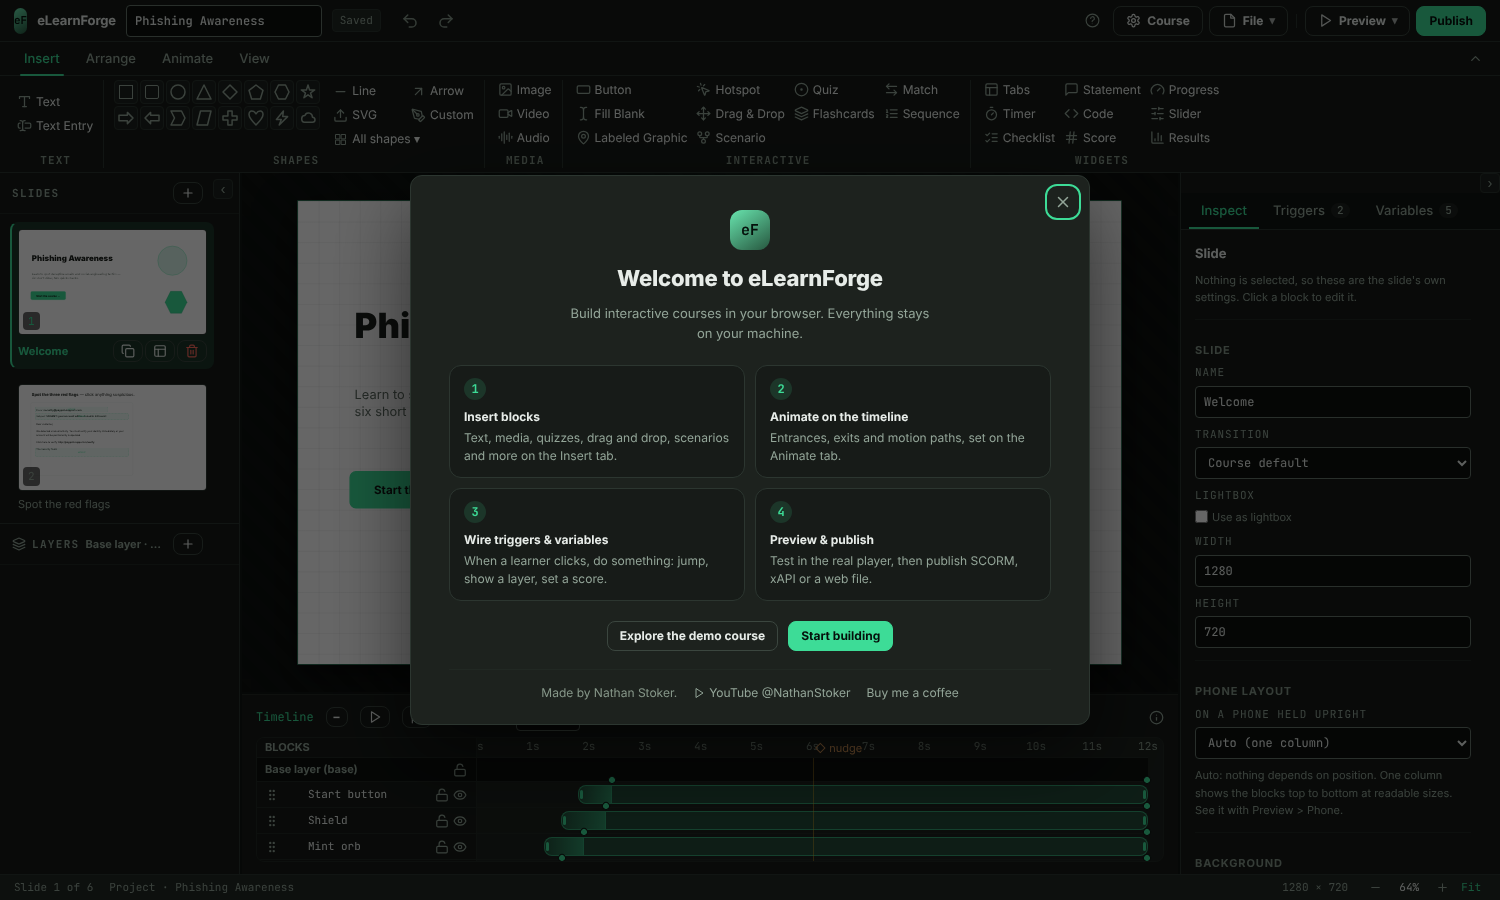 eF eLearnForge Phishing Awareness Saved Course File ▾ Preview ▾ Publish
Insert Arrange Animate View
Text
Text Entry
TEXT
Line Arrow
SVG Custom
All shapes ▾
SHAPES
Image
Video
Audio
MEDIA
Button Hotspot Quiz Match
Fill Blank Drag & Drop Flashcards Sequence
Labeled Graphic Scenario
INTERACTIVE
Tabs Statement Progress
Timer Code Slider
Checklist Score Results
WIDGETS
SLIDES
Phishing Awareness
1
Welcome
2
Spot the red flags
LAYERS Base layer · ...
Phi
Learn to
six short
Start t
eF
Welcome to eLearnForge
Build interactive courses in your browser. Everything stays
on your machine.
1
Insert blocks
Text, media, quizzes, drag and drop, scenarios
and more on the Insert tab.
2
Animate on the timeline
Entrances, exits and motion paths, set on the
Animate tab.
3
Wire triggers & variables
When a learner clicks, do something: jump,
show a layer, set a score.
4
Preview & publish
Test in the real player, then publish SCORM,
xAPI or a web file.
Explore the demo course Start building
Made by Nathan Stoker. YouTube @NathanStoker Buy me a coffee
Inspect Triggers 2 Variables 5
Slide
Nothing is selected, so these are the slide's own
settings. Click a block to edit it.
SLIDE
NAME
Welcome
TRANSITION
Course default
LIGHTBOX
Use as lightbox
WIDTH
1280
HEIGHT
720
PHONE LAYOUT
ON A PHONE HELD UPRIGHT
Auto (one column)
Auto: nothing depends on position. One column
shows the blocks top to bottom at readable sizes.
See it with Preview > Phone.
BACKGROUND
Timeline
BLOCKS s 1s 2s 3s 4s 5s 6s nudge 7s 8s 9s 10s 11s 12s
Base layer (base)
Start button
Shield
Mint orb
Slide 1 of 6 Project · Phishing Awareness 1280 × 720 − 64% + Fit